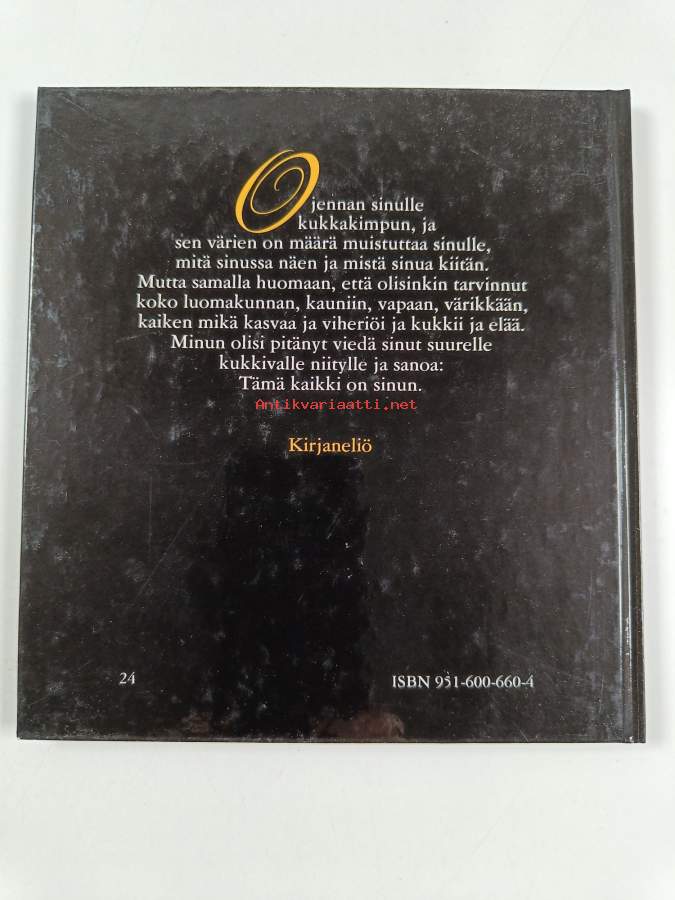 Ojennan sinulle
kukkakimpun, ja
sen värien on määrä muistuttaa sinulle,
mitä sinussa näen ja mistä sinua kiitän.
Mutta samalla huomaan, että olisinkin tarvinnut
koko luomakunnan, kauniin, vapaan, värikkään,
kaiken mikä kasvaa ja viheriöi ja kukkii ja elää.
Minun olisi pitänyt viedä sinut suurelle
kukkivalle niitylle ja sanoa:
Tämä kaikki on sinun.
Antikvariaatti.net
Kirjaneliö
24
ISBN 951-600-660-4